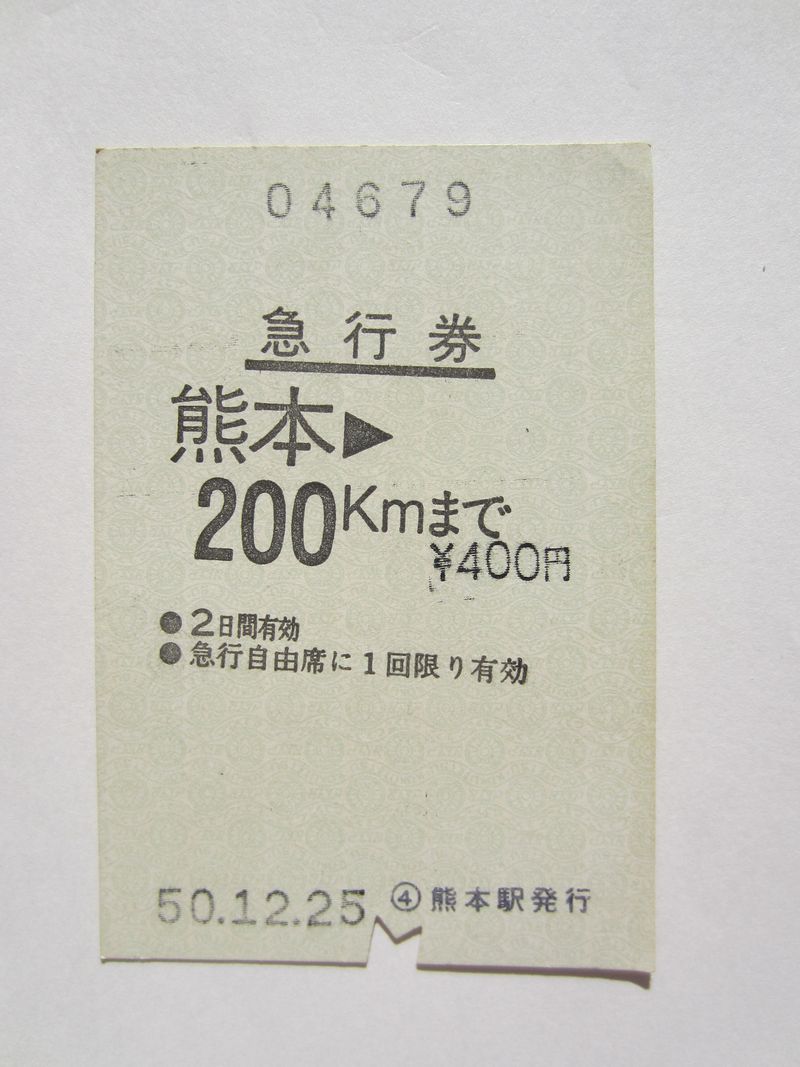 04679
急行券
熊本▶
200Kmまで
¥400円
●2日間有効
●急行自由席に1回限り有効
50.12.25 ④熊本駅発行